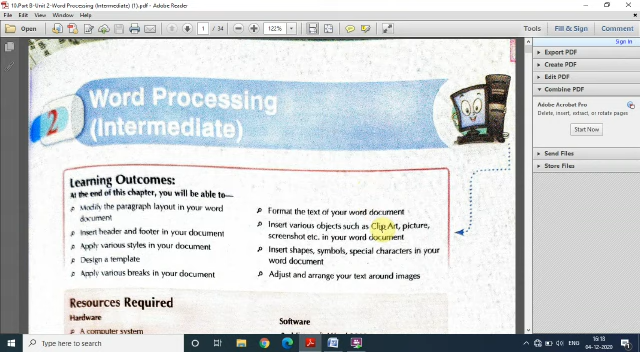 10.Part B-Unit 2-Word Processing (Intermediate) (1).pdf - Adobe Reader
File Edit View Window Help
Open 1 / 34 122% Tools Fill & Sign Comment
Sign In
Export PDF
Create PDF
Edit PDF
Combine PDF
Adobe Acrobat Pro
Delete, insert, extract, or rotate pages
Start Now
Send Files
Store Files
2
Word Processing
(Intermediate)
Learning Outcomes:
At the end of this chapter, you will be able to—
Modify the paragraph layout in your word
document
Insert header and footer in your document
Apply various styles in your document
Design a template
Apply various breaks in your document
Format the text of your word document
Insert various objects such as Clip Art, picture,
screenshot etc. in your word document
Insert shapes, symbols, special characters in your
word document
Adjust and arrange your text around images
Resources Required
Hardware
A computer system
Software
Type here to search
ENG
16:13
04-12-2020